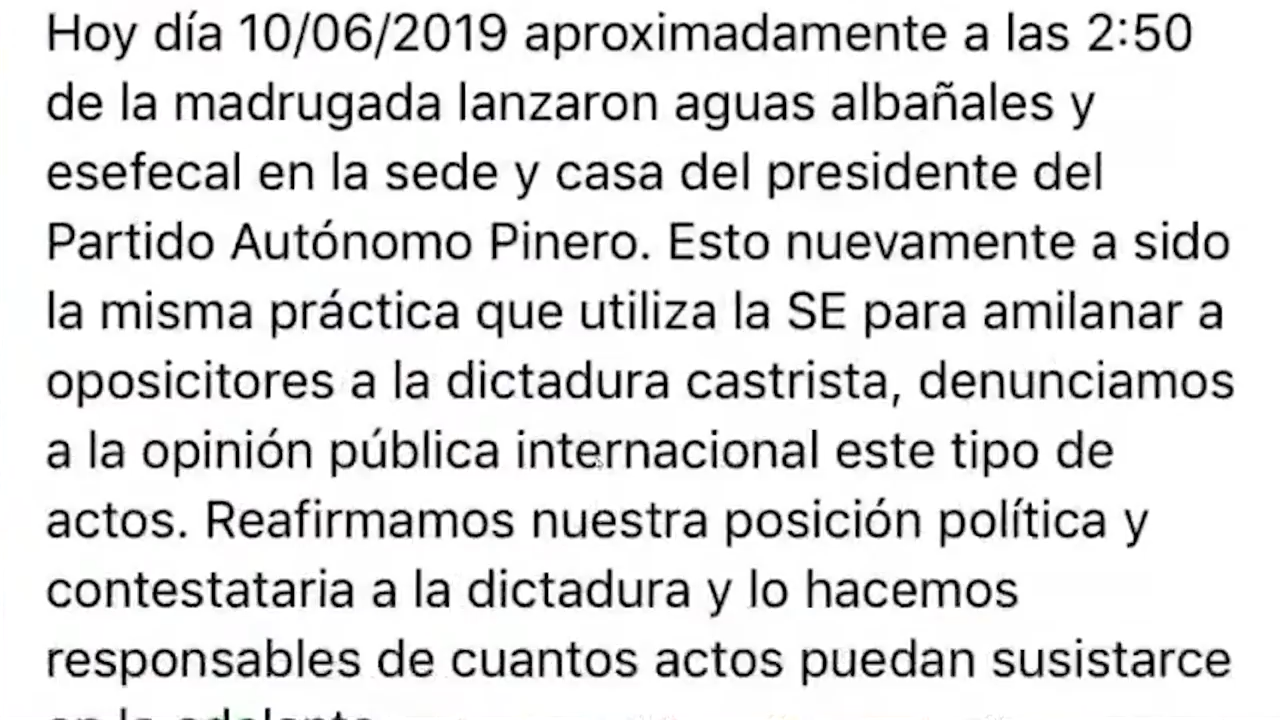 Hoy día 10/06/2019 aproximadamente a las 2:50
de la madrugada lanzaron aguas albañales y
esefecal en la sede y casa del presidente del
Partido Autónomo Pinero. Esto nuevamente a sido
la misma práctica que utiliza la SE para amilanar a
oposicitores a la dictadura castrista, denunciamos
a la opinión pública internacional este tipo de
actos. Reafirmamos nuestra posición política y
contestataria a la dictadura y lo hacemos
responsables de cuantos actos puedan susistarce